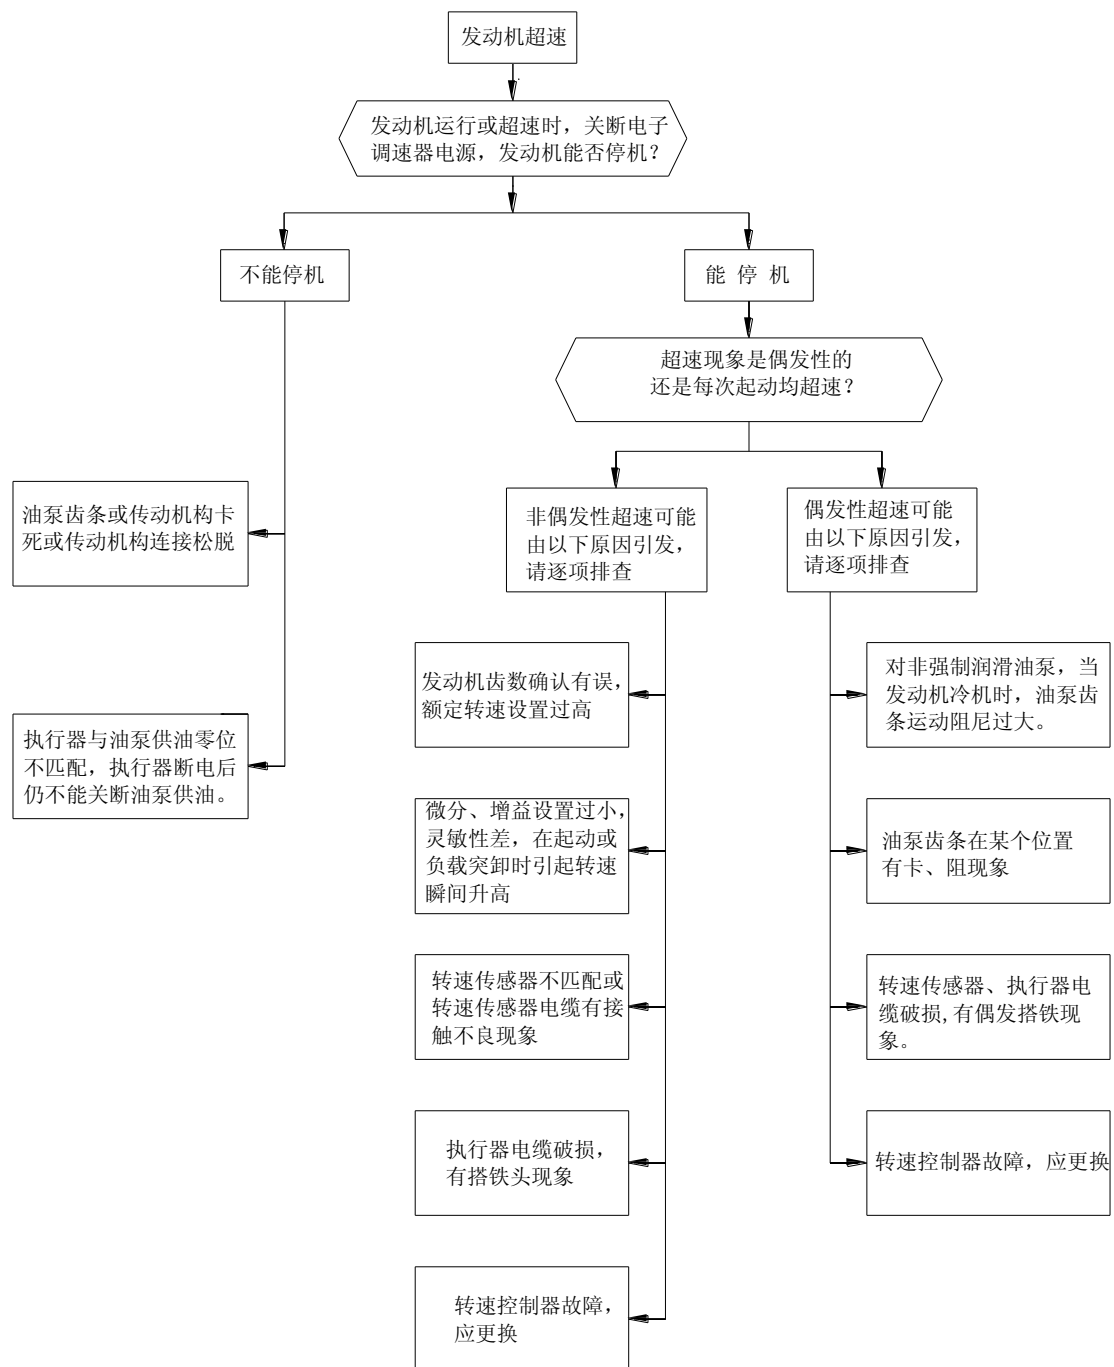 发动机超速
发动机运行或超速时，关断电子
调速器电源，发动机能否停机？
不能停机
能 停 机
超速现象是偶发性的
还是每次起动均超速？
油泵齿条或传动机构卡
死或传动机构连接松脱
执行器与油泵供油零位
不匹配，执行器断电后
仍不能关断油泵供油。
非偶发性超速可能
由以下原因引发，
请逐项排查
发动机齿数确认有误，
额定转速设置过高
微分、增益设置过小，
灵敏性差，在起动或
负载突卸时引起转速
瞬间升高
转速传感器不匹配或
转速传感器电缆有接
触不良现象
执行器电缆破损，
有搭铁头现象
转速控制器故障，
应更换
偶发性超速可能
由以下原因引发，
请逐项排查
对非强制润滑油泵，当
发动机冷机时，油泵齿
条运动阻尼过大。
油泵齿条在某个位置
有卡、阻现象
转速传感器、执行器电
缆破损,有偶发搭铁现
象。
转速控制器故障，应更换